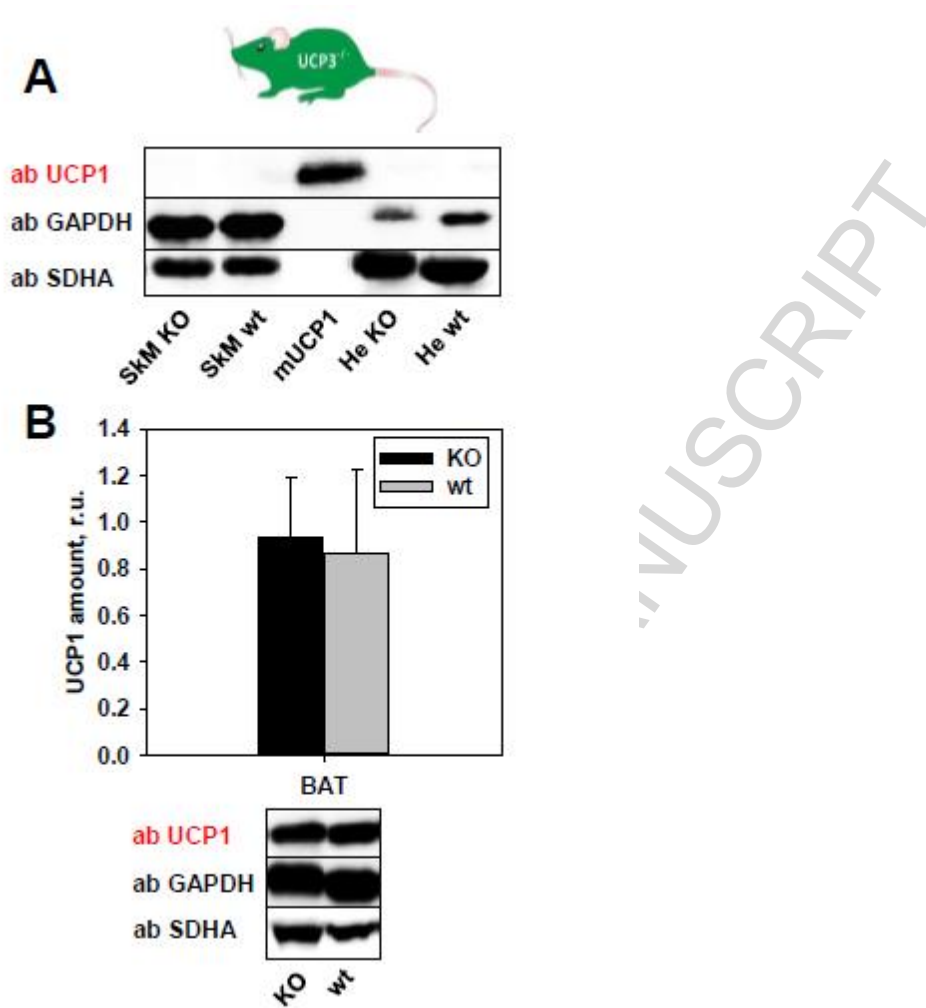 A
UCP3-/-
ab UCP1
ab GAPDH
ab SDHA
SkM KO
SkM wt
mUCP1
He KO
He wt
B
1.4
1.2
1.0
0.8
0.6
0.4
0.2
0.0
UCP1 amount, r.u.
KO
wt
BAT
ab UCP1
ab GAPDH
ab SDHA
KO
wt
NUSCRIPT